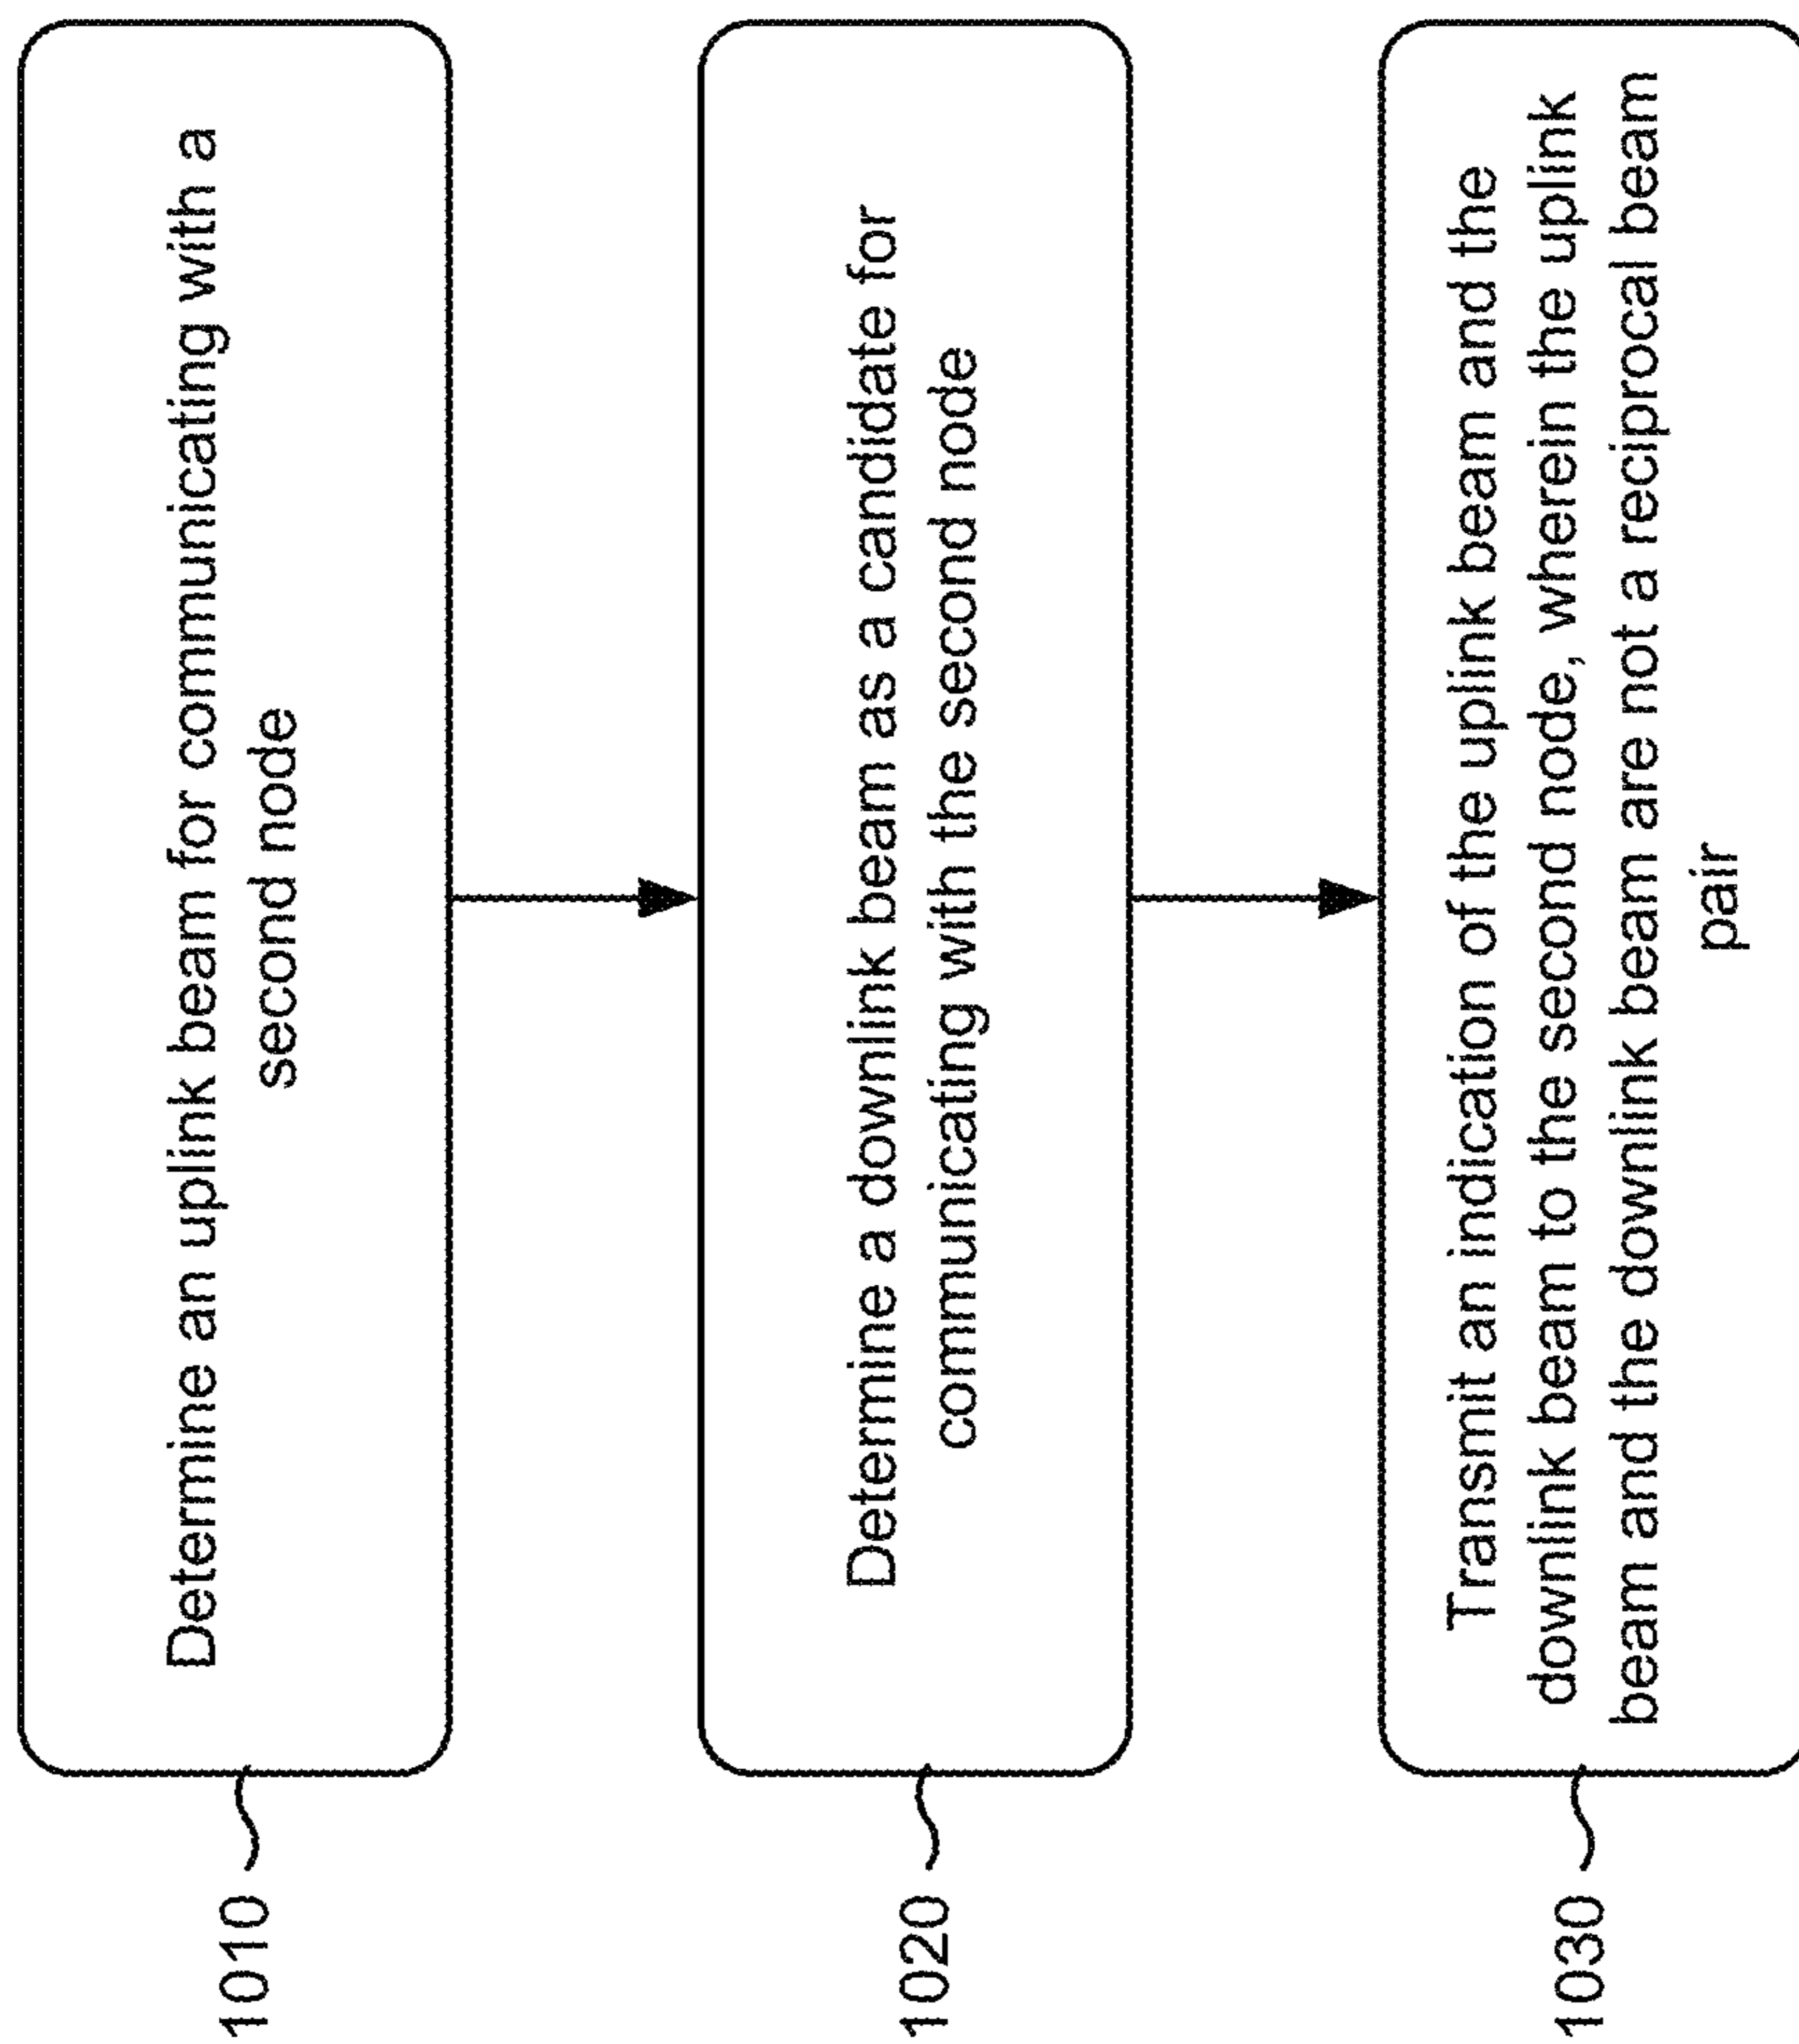 1010
Determine an uplink beam for communicating with a
second node
1020
Determine a downlink beam as a candidate for
communicating with the second node
1030
Transmit an indication of the uplink beam and the
downlink beam to the second node, wherein the uplink
beam and the downlink beam are not a reciprocal beam
pair